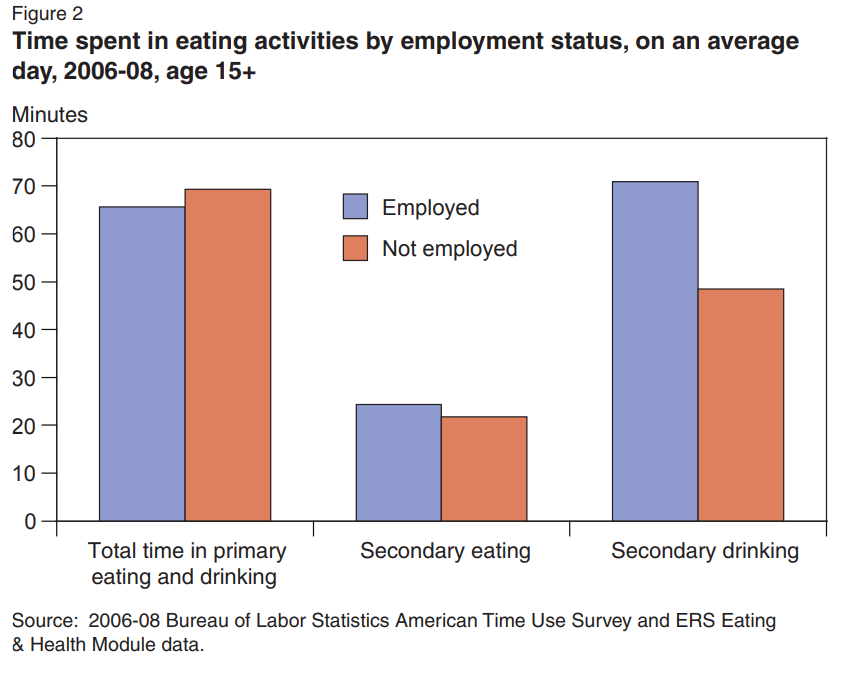 Figure 2
Time spent in eating activities by employment status, on an average
day, 2006-08, age 15+
Minutes
80
70
60
50
40
30
20
10
0
Employed
Not employed
Total time in primary
eating and drinking
Secondary eating
Secondary drinking
Source: 2006-08 Bureau of Labor Statistics American Time Use Survey and ERS Eating
& Health Module data.